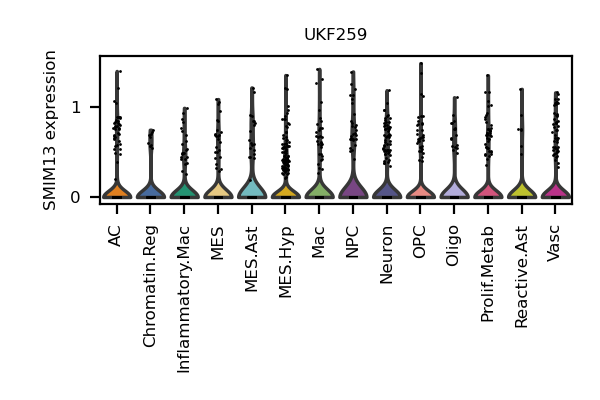 UKF259
SMIM13 expression
1
0
AC
Chromatin.Reg
Inflammatory.Mac
MES
MES.Ast
MES.Hyp
Mac
NPC
Neuron
OPC
Oligo
Prolif.Metab
Reactive.Ast
Vasc